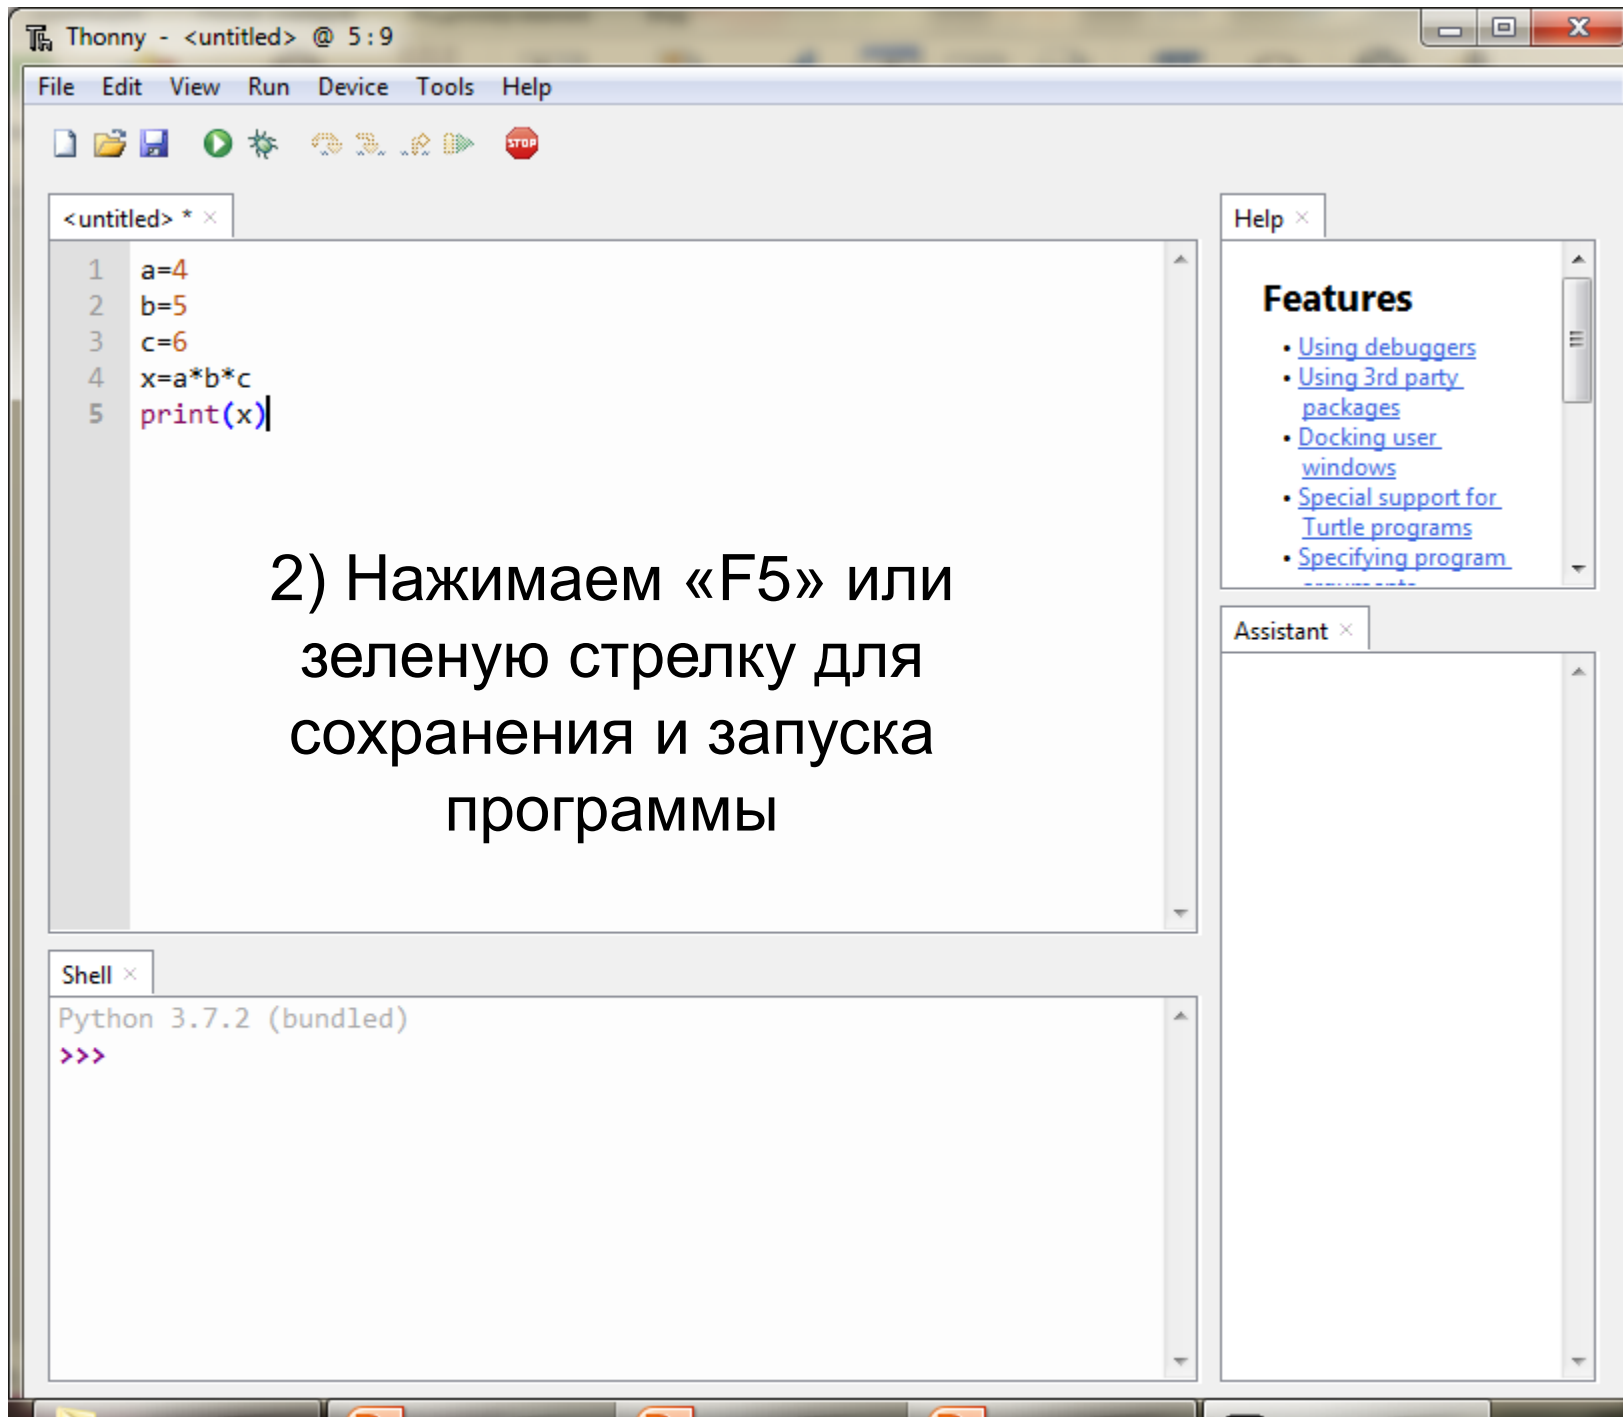 Thonny - <untitled> @ 5:9
File Edit View Run Device Tools Help
STOP
<untitled> *
1 a=4
2 b=5
3 c=6
4 x=a*b*c
5 print(x)
2) Нажимаем «F5» или
зеленую стрелку для
сохранения и запуска
программы
Shell
Python 3.7.2 (bundled)
>>>
Help
Features
• Using debuggers
• Using 3rd party
packages
• Docking user
windows
• Special support for
Turtle programs
• Specifying program
Assistant